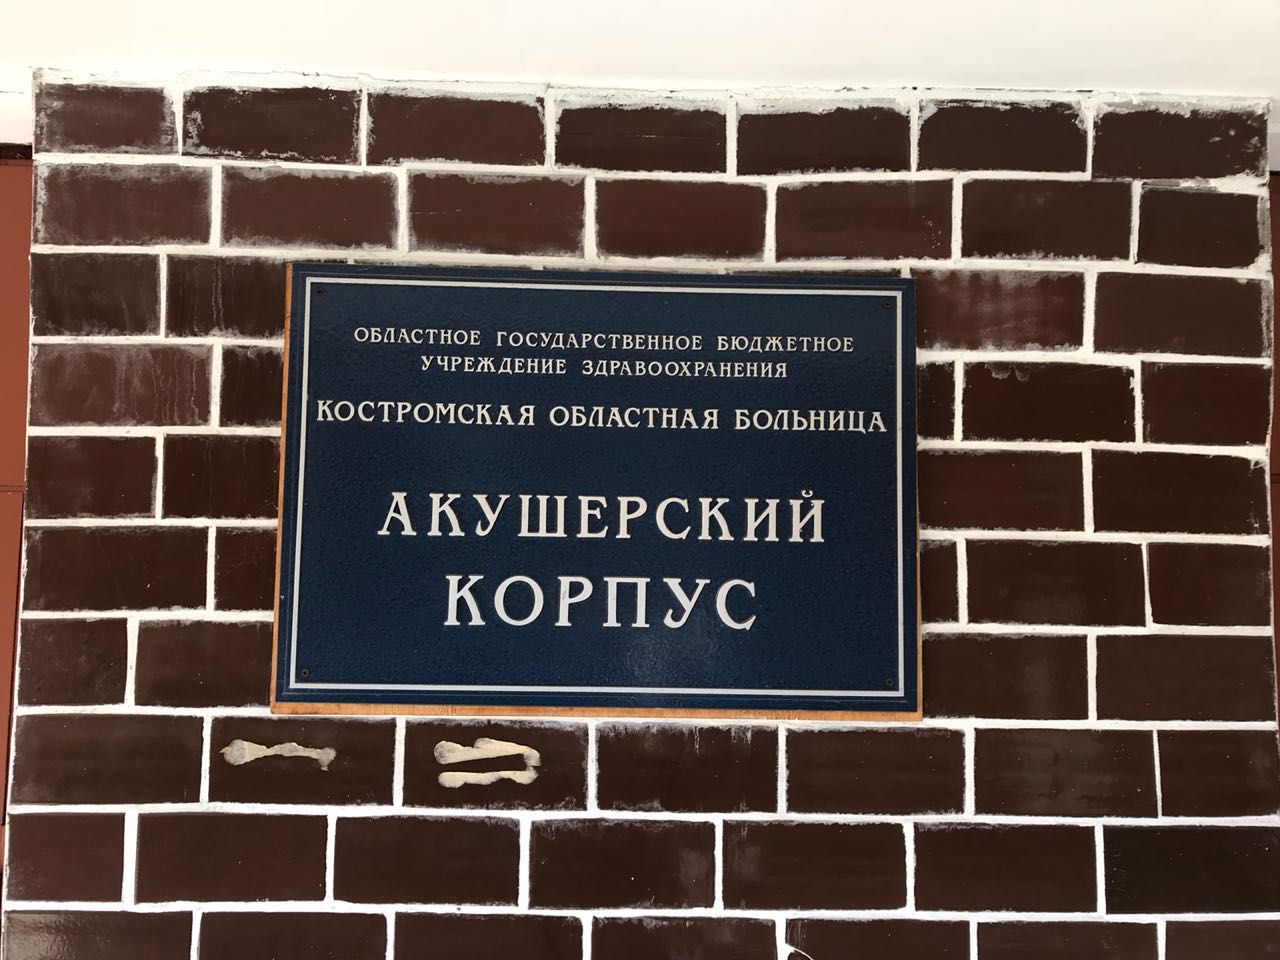 ОБЛАСТНОЕ ГОСУДАРСТВЕННОЕ БЮДЖЕТНОЕ
УЧРЕЖДЕНИЕ ЗДРАВООХРАНЕНИЯ
КОСТРОМСКАЯ ОБЛАСТНАЯ БОЛЬНИЦА
АКУШЕРСКИЙ
КОРПУС